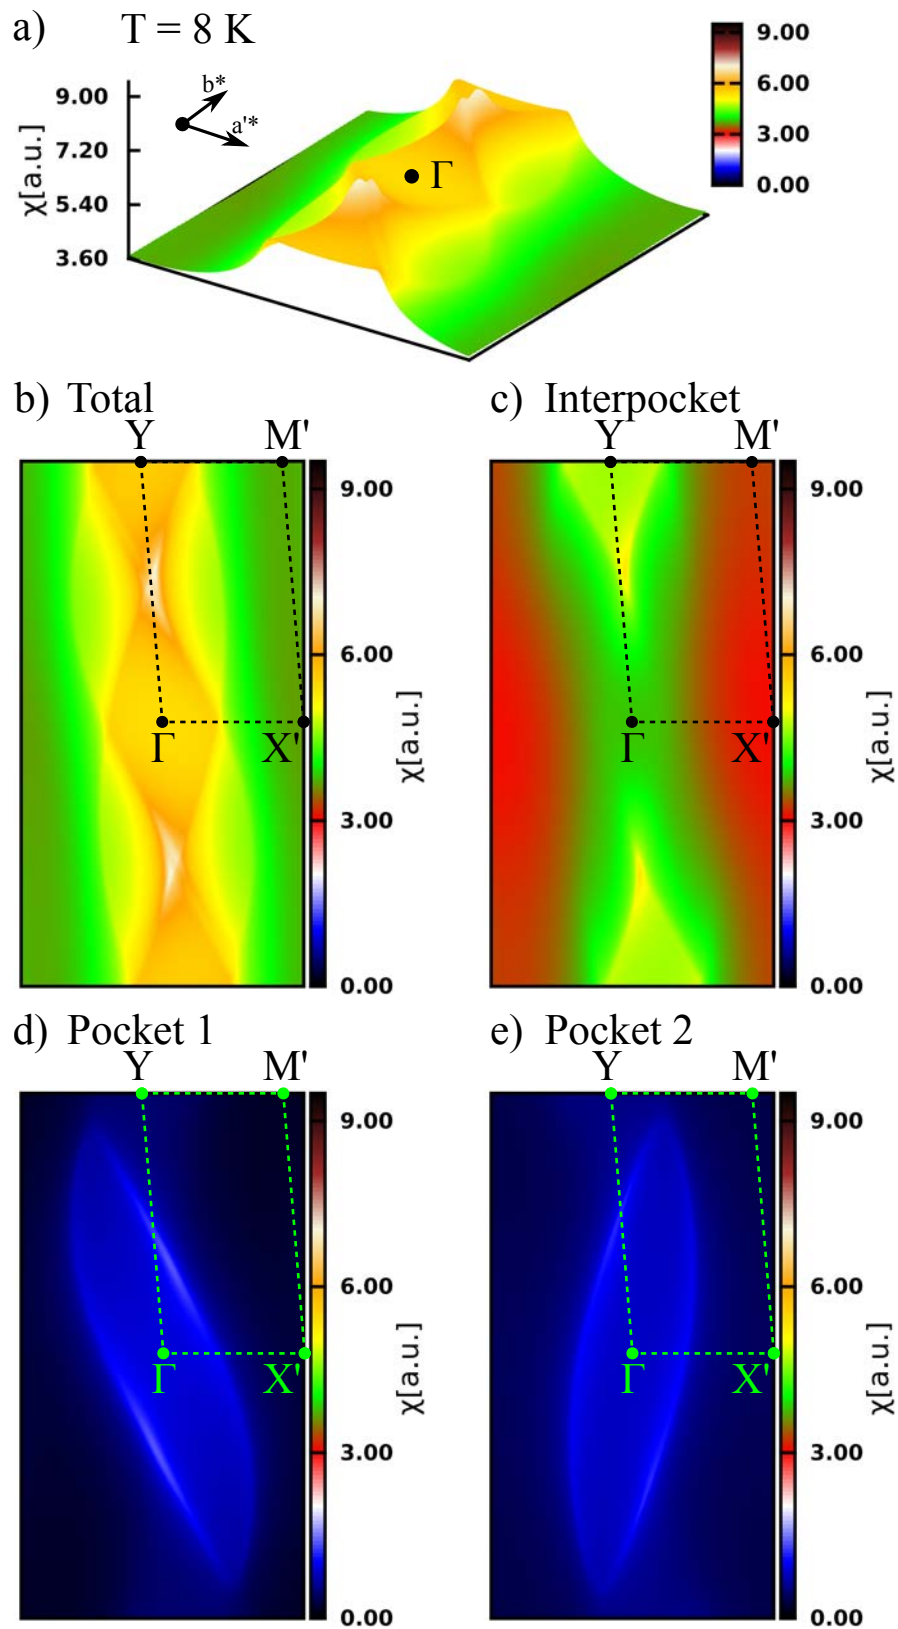 a) T = 8 K
b*
a'*
χ[a.u.]
9.00
7.20
5.40
3.60
Γ
9.00
6.00
3.00
0.00
b) Total
Y M'
Γ X'
9.00
6.00
3.00
0.00
χ[a.u.]
c) Interpocket
Y M'
Γ X'
9.00
6.00
3.00
0.00
χ[a.u.]
d) Pocket 1
Y M'
Γ X'
9.00
6.00
3.00
0.00
χ[a.u.]
e) Pocket 2
Y M'
Γ X'
9.00
6.00
3.00
0.00
χ[a.u.]